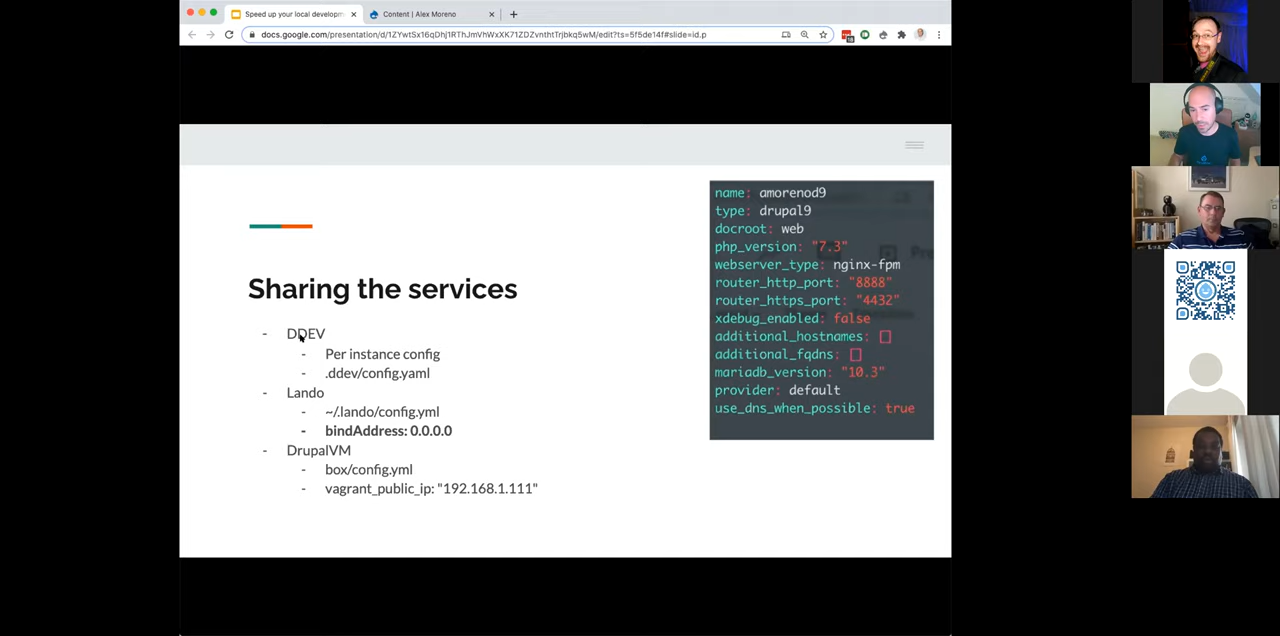 Speed up your local developm
Content | Alex Moreno
docs.google.com/presentation/d/1ZYwtSx16qDhj1RThJmVhWxXK71ZDZvnthtTrjbkq5wM/edit?ts=5f5de14f#slide=id.p
Sharing the services
- DDEV
- Per instance config
- .ddev/config.yaml
- Lando
- ~/.lando/config.yml
- bindAddress: 0.0.0.0
- DrupalVM
- box/config.yml
- vagrant_public_ip: "192.168.1.111"
name: amorenod9
type: drupal9
docroot: web
php_version: "7.3"
webserver_type: nginx-fpm
router_http_port: "8888"
router_https_port: "4432"
xdebug_enabled: false
additional_hostnames: []
additional_fqdns: []
mariadb_version: "10.3"
provider: default
use_dns_when_possible: true